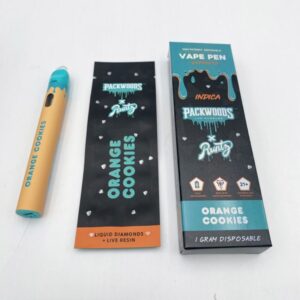 ORANGE COOKIES
PACKWOODS
X
Runtz
ORANGE
COOKIES
LIQUID DIAMONDS
+ LIVE RESIN
VAPE PEN
INDICA
PACKWOODS
X
Runtz
21+
ORANGE
COOKIES
1 GRAM DISPOSABLE